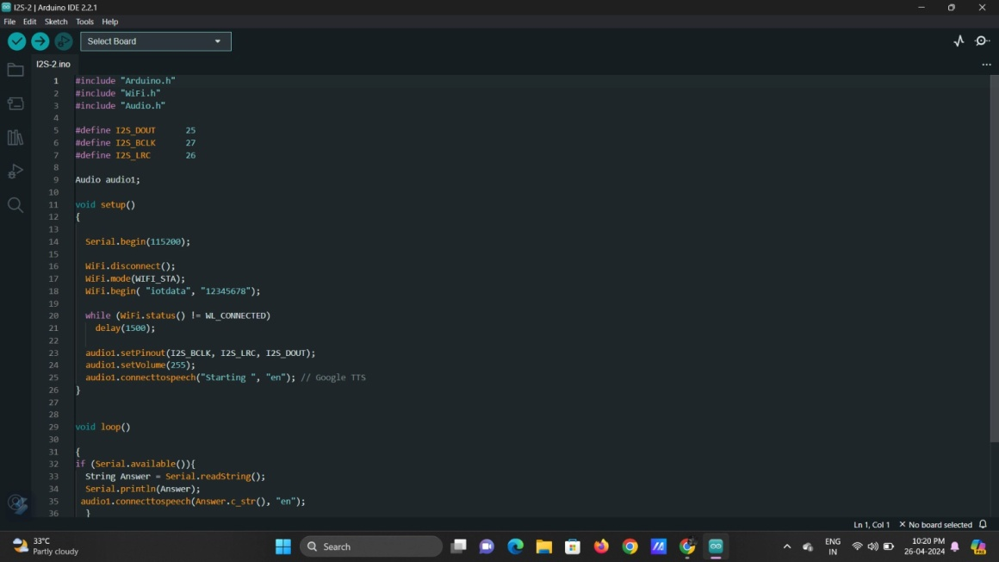 I2S-2 | Arduino IDE 2.2.1
File Edit Sketch Tools Help
Select Board
I2S-2.ino
1 #include "Arduino.h"
2 #include "WiFi.h"
3 #include "Audio.h"
4
5 #define I2S_DOUT 25
6 #define I2S_BCLK 27
7 #define I2S_LRC 26
8
9 Audio audio1;
10
11 void setup()
12 {
13
14 Serial.begin(115200);
15
16 WiFi.disconnect();
17 WiFi.mode(WIFI_STA);
18 WiFi.begin( "iotdata", "12345678");
19
20 while (WiFi.status() != WL_CONNECTED)
21 delay(1500);
22
23 audio1.setPinout(I2S_BCLK, I2S_LRC, I2S_DOUT);
24 audio1.setVolume(255);
25 audio1.connecttospeech("Starting ", "en"); // Google TTS
26 }
27
28
29 void loop()
30
31 {
32 if (Serial.available()){
33 String Answer = Serial.readString();
34 Serial.println(Answer);
35 audio1.connecttospeech(Answer.c_str(), "en");
36 }
Ln 1, Col 1 No board selected
33°C
Partly cloudy
Search
ENG
IN
10:20 PM
26-04-2024
PRE